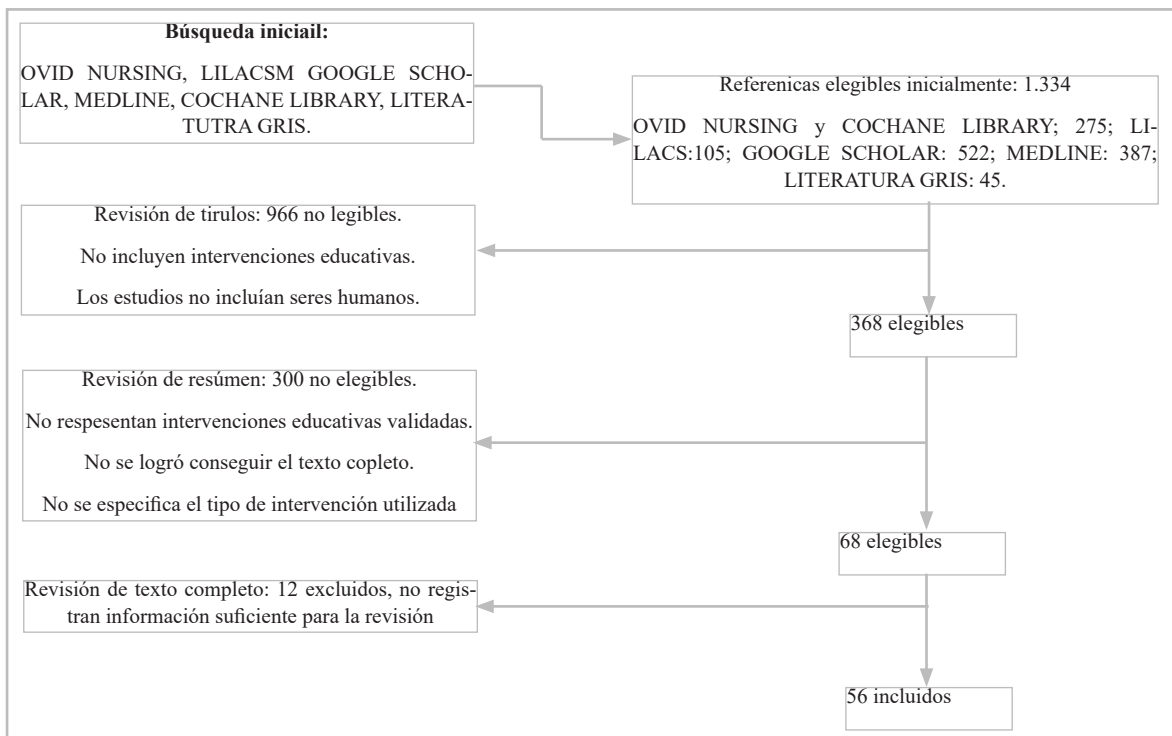 Búsqueda iniciail:
OVID NURSING, LILACSM GOOGLE SCHO-
LAR, MEDLINE, COCHANE LIBRARY, LITERA-
TUTRA GRIS.
Referenicas elegibles inicialmente: 1.334
OVID NURSING y COCHANE LIBRARY; 275; LI-
LACS:105; GOOGLE SCHOLAR: 522; MEDLINE: 387;
LITERATURA GRIS: 45.
Revisión de tirulos: 966 no legibles.
No incluyen intervenciones educativas.
Los estudios no incluían seres humanos.
368 elegibles
Revisión de resúmen: 300 no elegibles.
No respesentan intervenciones educativas validadas.
No se logró conseguir el texto copleto.
No se especifica el tipo de intervención utilizada
68 elegibles
Revisión de texto completo: 12 excluidos, no regis-
tran información suficiente para la revisión
56 incluidos